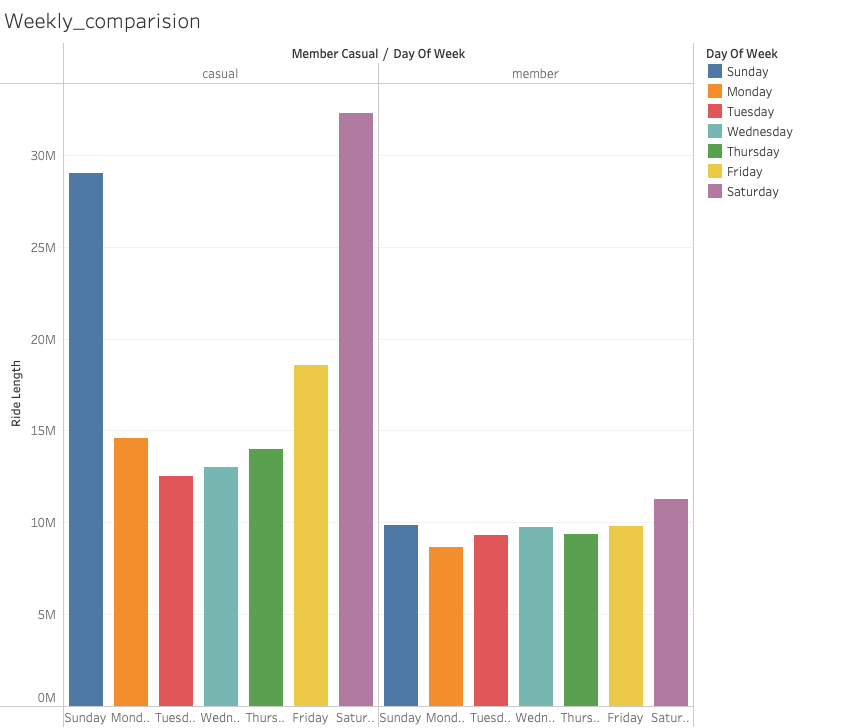 Weekly_comparision
Member Casual / Day Of Week
casual
member
Day Of Week
Sunday
Monday
Tuesday
Wednesday
Thursday
Friday
Saturday
Ride Length
30M
25M
20M
15M
10M
5M
0M
Sunday Mond.. Tuesd.. Wedn.. Thurs.. Friday Satur.. Sunday Mond.. Tuesd.. Wedn.. Thurs.. Friday Satur..